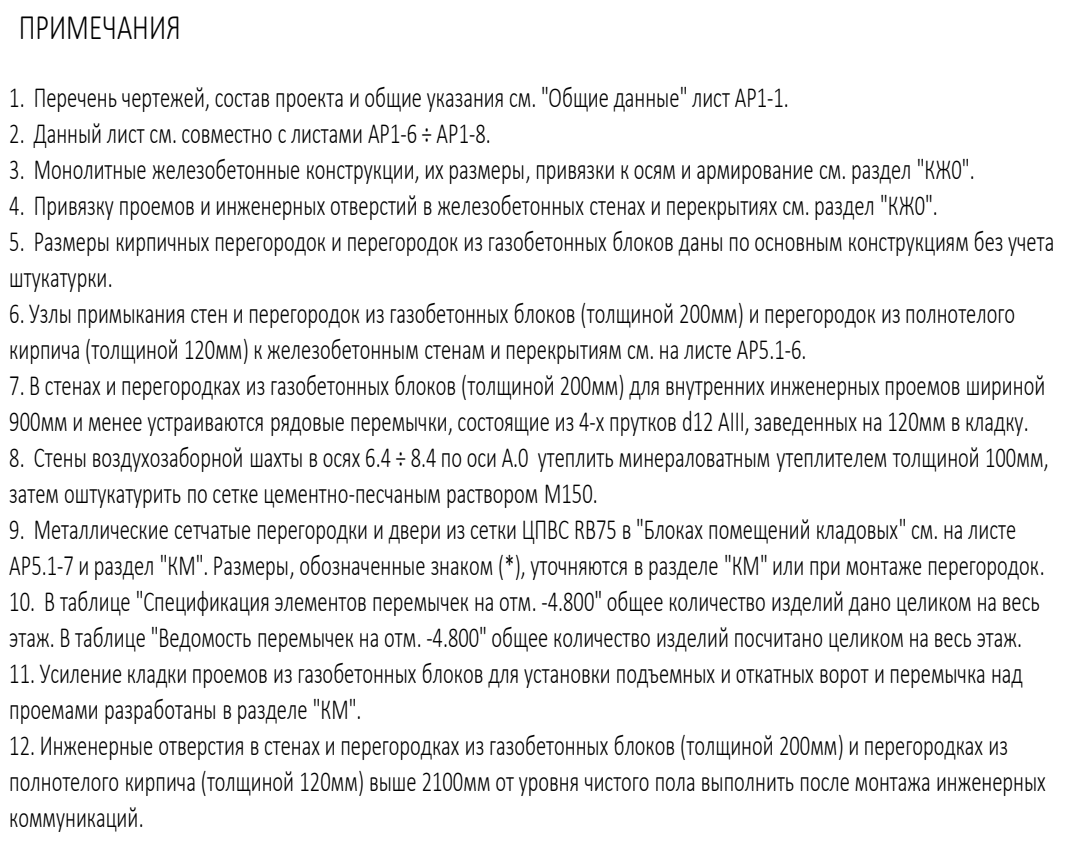 ПРИМЕЧАНИЯ
1. Перечень чертежей, состав проекта и общие указания см. "Общие данные" лист АР1-1.
2. Данный лист см. совместно с листами АР1-6 ÷ АР1-8.
3. Монолитные железобетонные конструкции, их размеры, привязки к осям и армирование см. раздел "КЖ0".
4. Привязку проемов и инженерных отверстий в железобетонных стенах и перекрытиях см. раздел "КЖ0".
5. Размеры кирпичных перегородок и перегородок из газобетонных блоков даны по основным конструкциям без учета
штукатурки.
6. Узлы примыкания стен и перегородок из газобетонных блоков (толщиной 200мм) и перегородок из полнотелого
кирпича (толщиной 120мм) к железобетонным стенам и перекрытиям см. на листе АР5.1-6.
7. В стенах и перегородках из газобетонных блоков (толщиной 200мм) для внутренних инженерных проемов шириной
900мм и менее устраиваются рядовые перемычки, состоящие из 4-х прутков d12 AIII, заведенных на 120мм в кладку.
8. Стены воздухозаборной шахты в осях 6.4 ÷ 8.4 по оси А.0 утеплить минераловатным утеплителем толщиной 100мм,
затем оштукатурить по сетке цементно-песчаным раствором М150.
9. Металлические сетчатые перегородки и двери из сетки ЦПВС RB75 в "Блоках помещений кладовых" см. на листе
АР5.1-7 и раздел "КМ". Размеры, обозначенные знаком (*), уточняются в разделе "КМ" или при монтаже перегородок.
10. В таблице "Спецификация элементов перемычек на отм. -4.800" общее количество изделий дано целиком на весь
этаж. В таблице "Ведомость перемычек на отм. -4.800" общее количество изделий посчитано целиком на весь этаж.
11. Усиление кладки проемов из газобетонных блоков для установки подъемных и откатных ворот и перемычка над
проемами разработаны в разделе "КМ".
12. Инженерные отверстия в стенах и перегородках из газобетонных блоков (толщиной 200мм) и перегородках из
полнотелого кирпича (толщиной 120мм) выше 2100мм от уровня чистого пола выполнить после монтажа инженерных
коммуникаций.